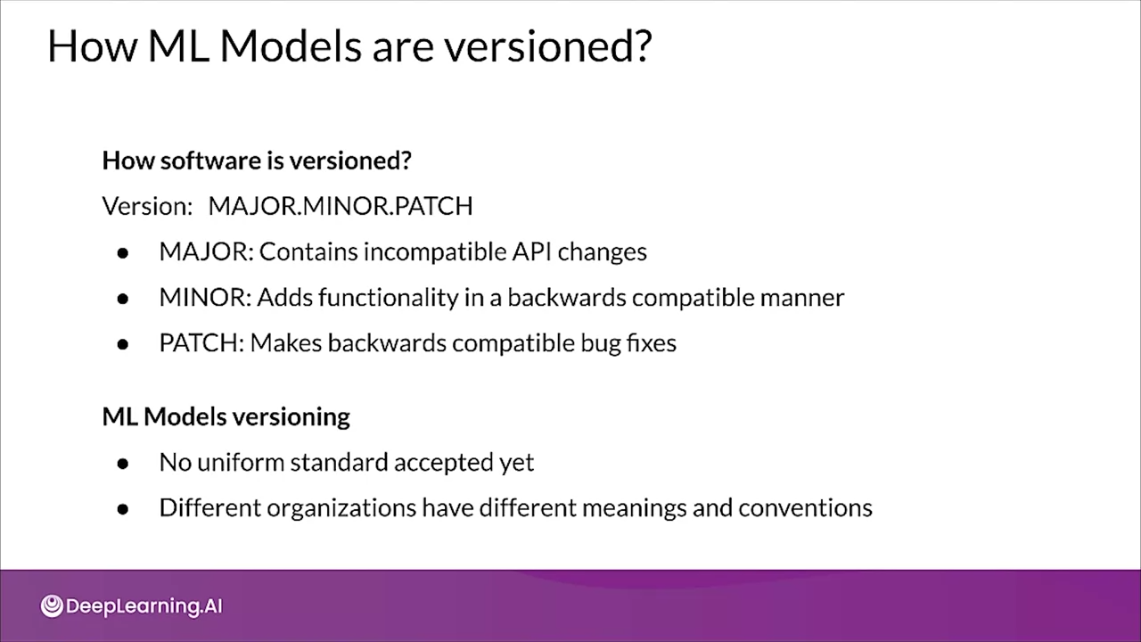 How ML Models are versioned?
How software is versioned?
Version: MAJOR.MINOR.PATCH
● MAJOR: Contains incompatible API changes
● MINOR: Adds functionality in a backwards compatible manner
● PATCH: Makes backwards compatible bug fixes
ML Models versioning
● No uniform standard accepted yet
● Different organizations have different meanings and conventions
DeepLearning.AI